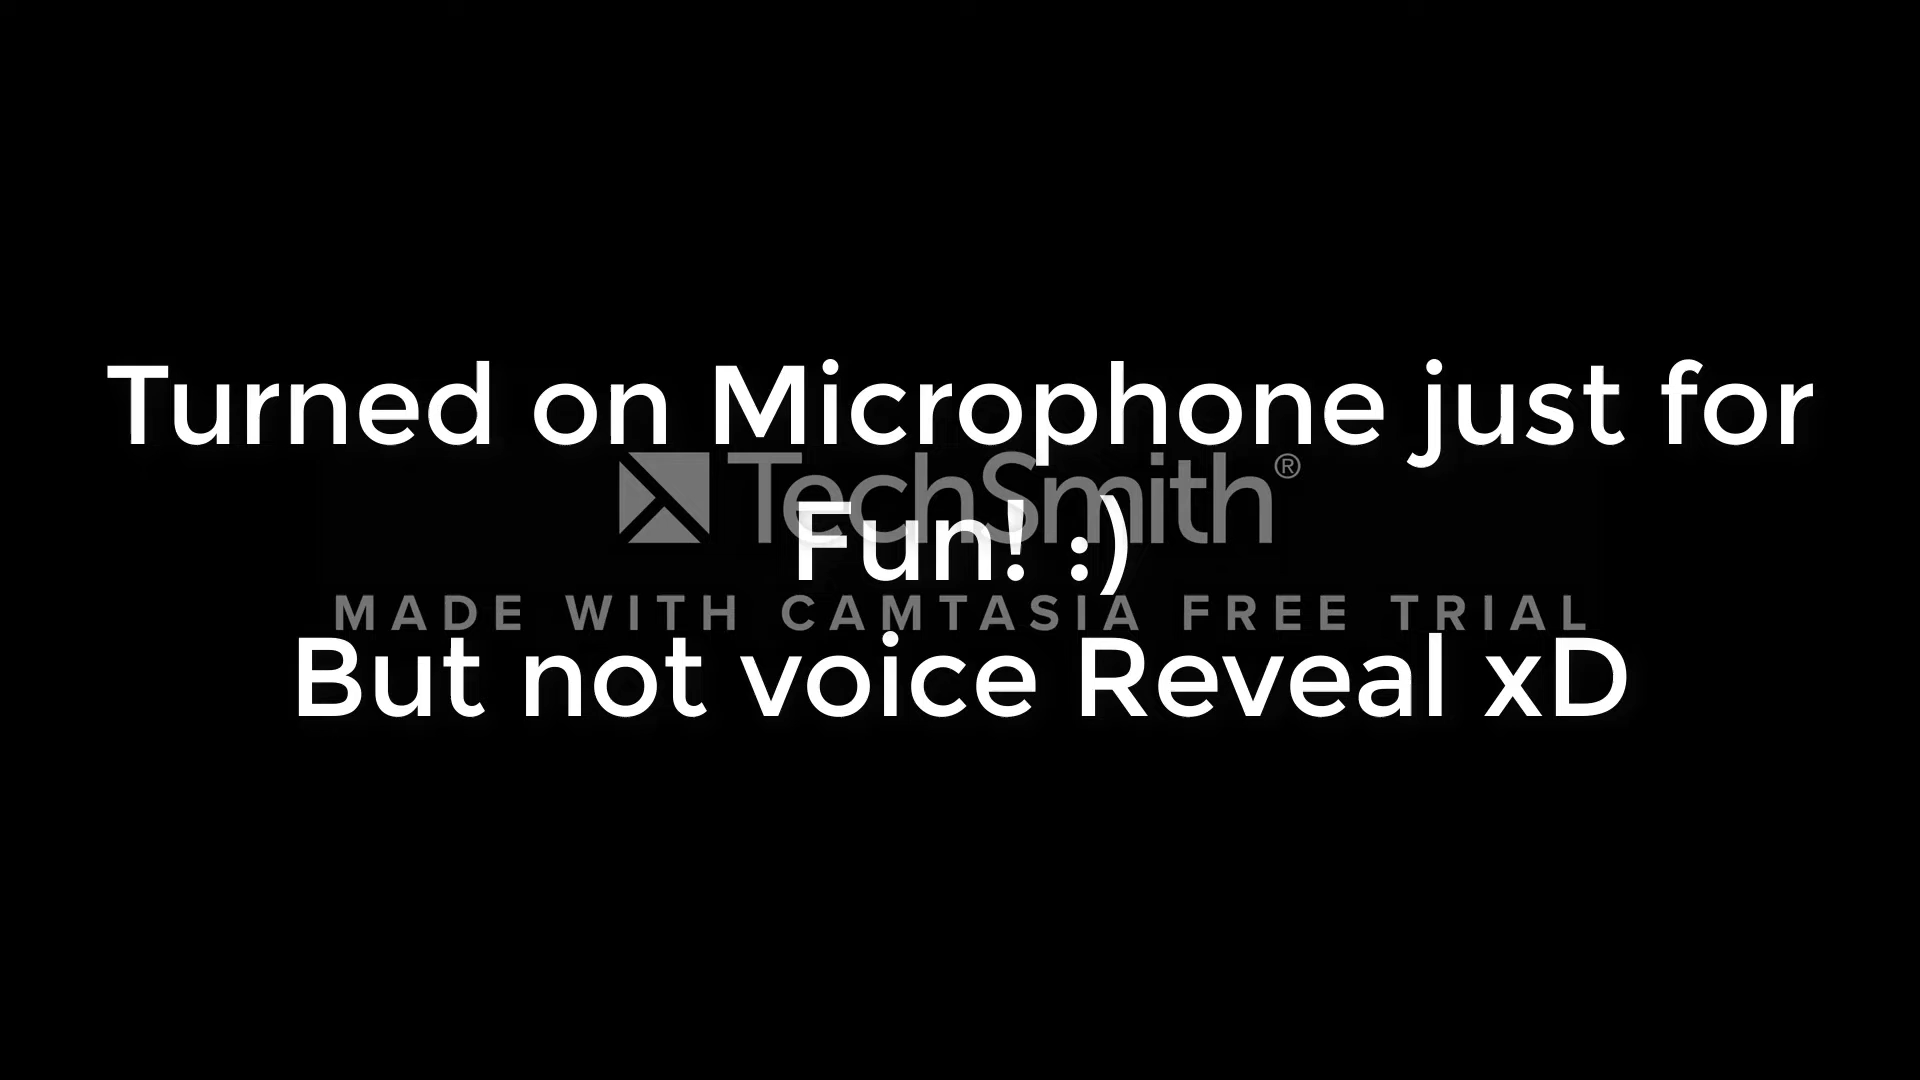 Turned on Microphone just for
TechSmith®
Fun! :)
MADE WITH CAMTASIA FREE TRIAL
But not voice Reveal xD